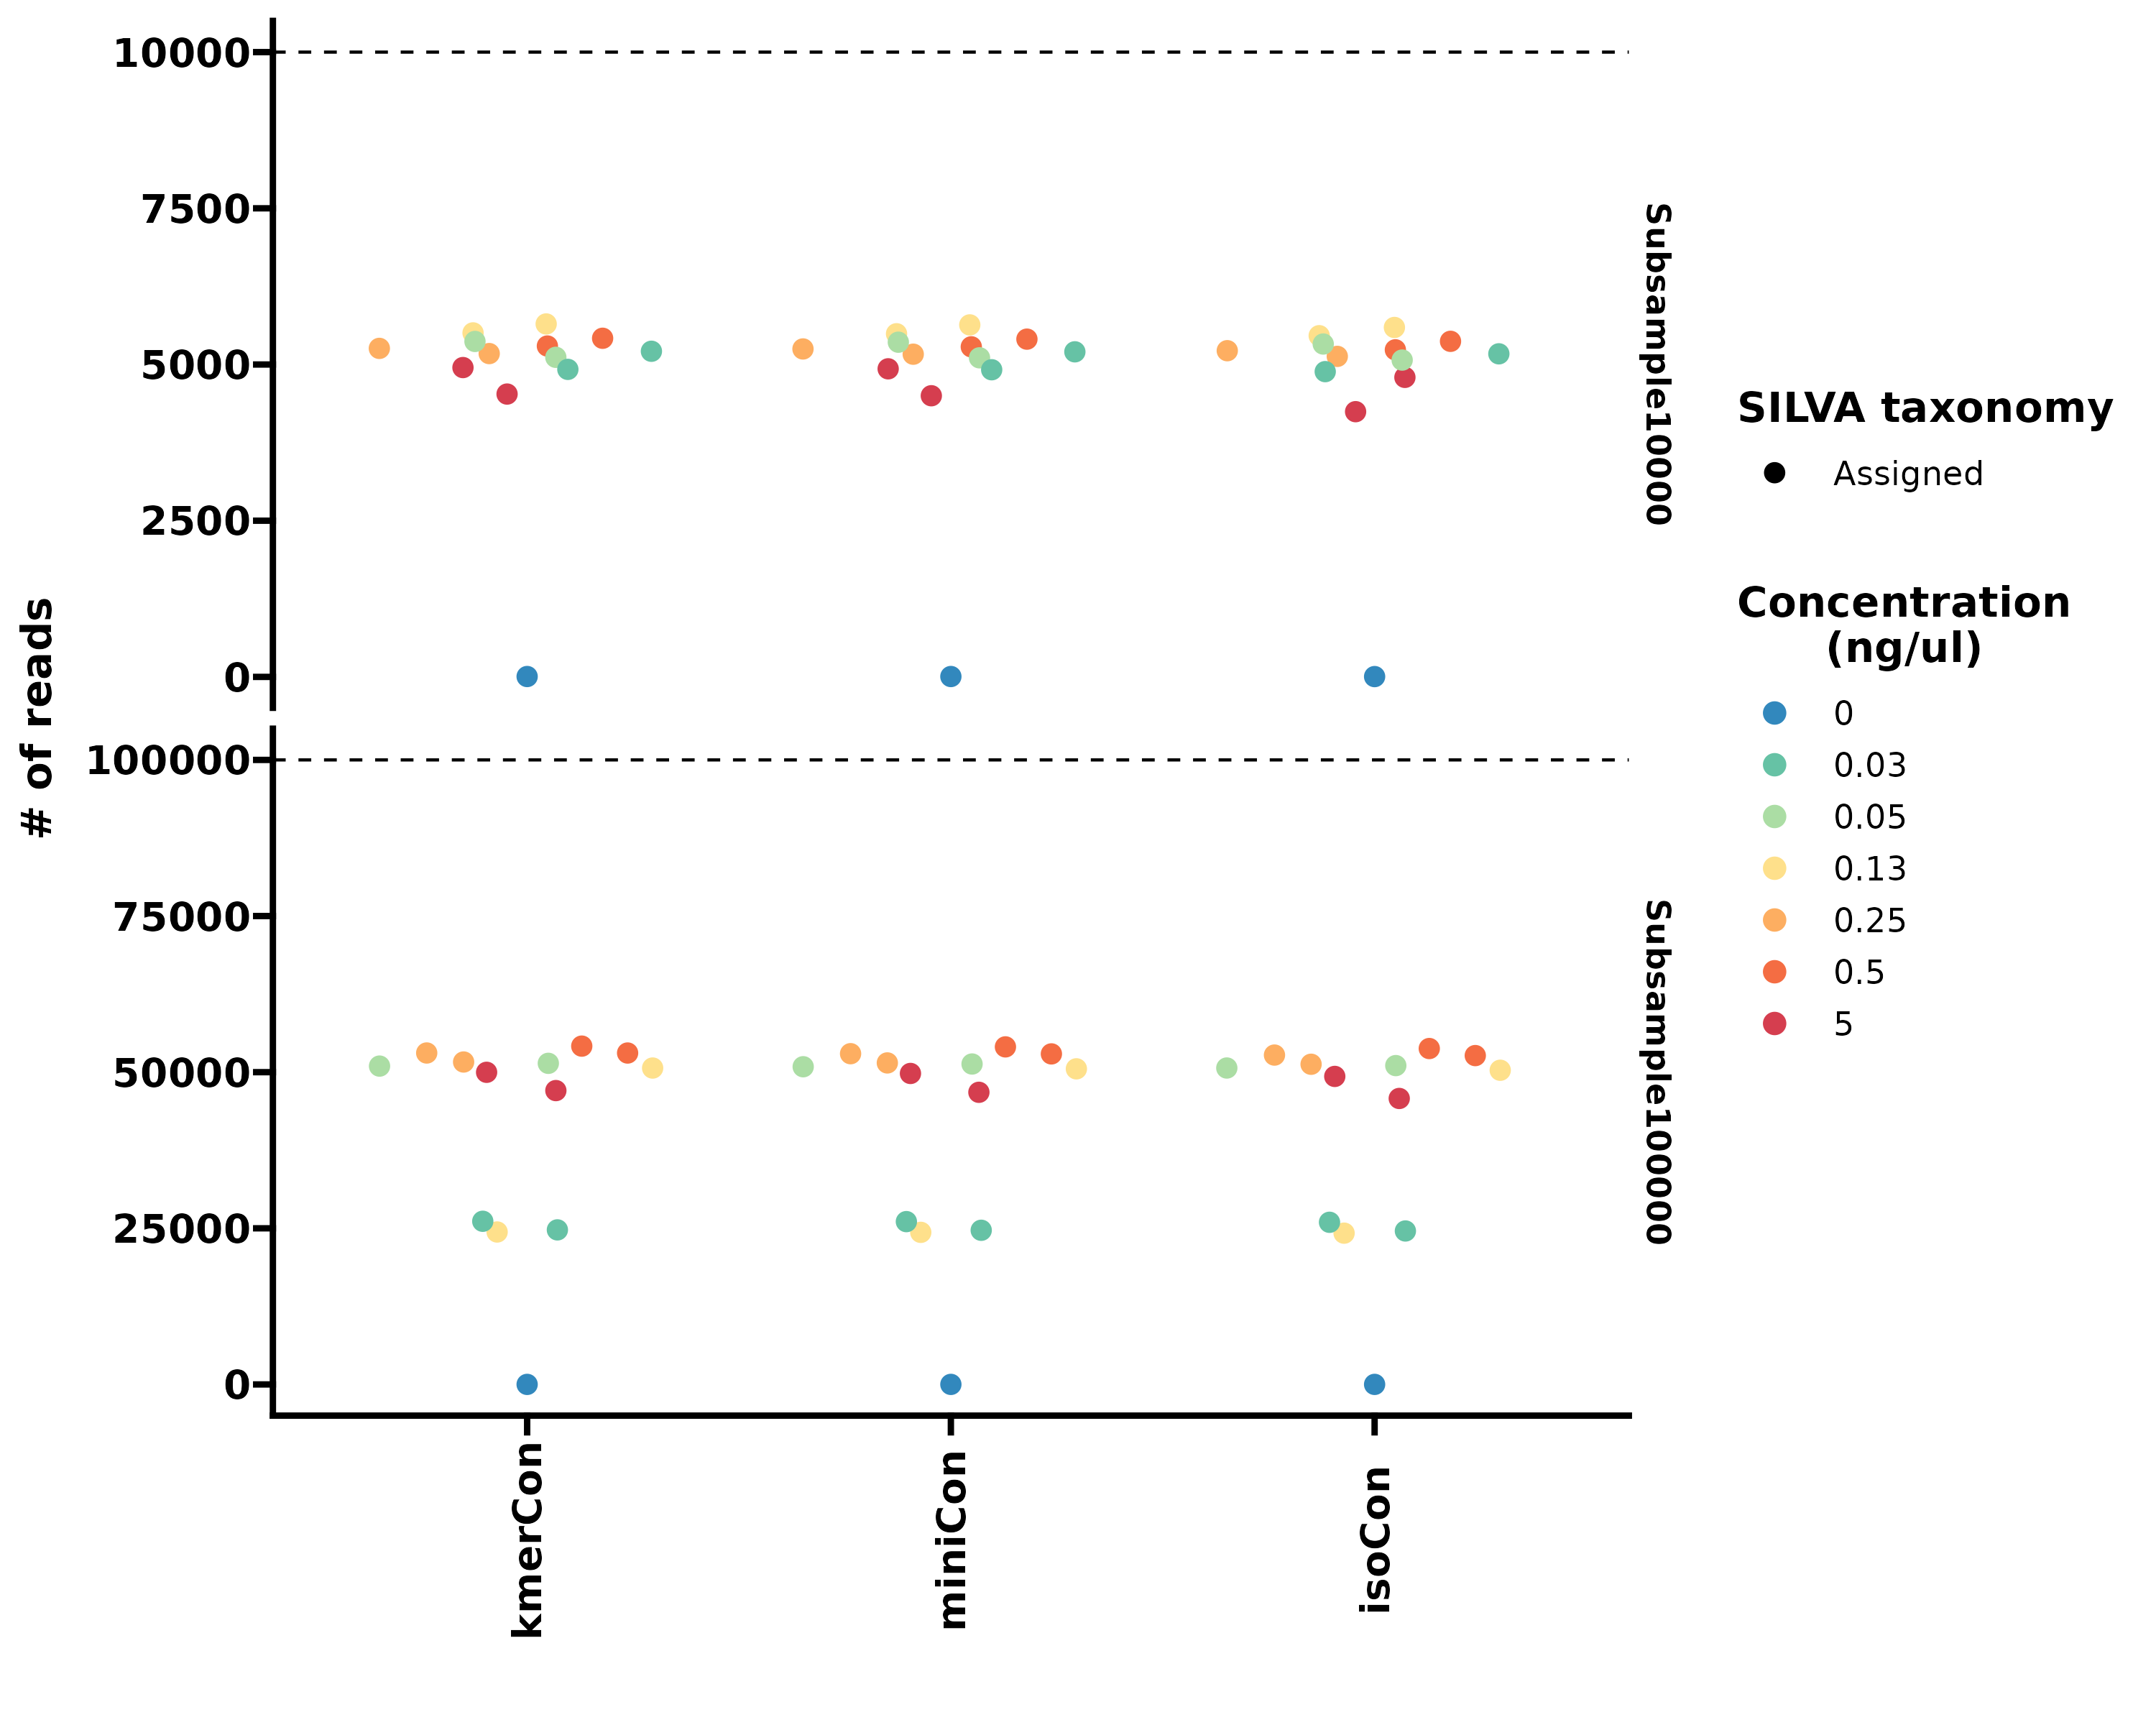 # of reads
10000
7500
5000
2500
0
Subsample10000
100000
75000
50000
25000
0
Subsample100000
kmerCon
miniCon
isoCon
SILVA taxonomy
Assigned
Concentration
(ng/ul)
0
0.03
0.05
0.13
0.25
0.5
5